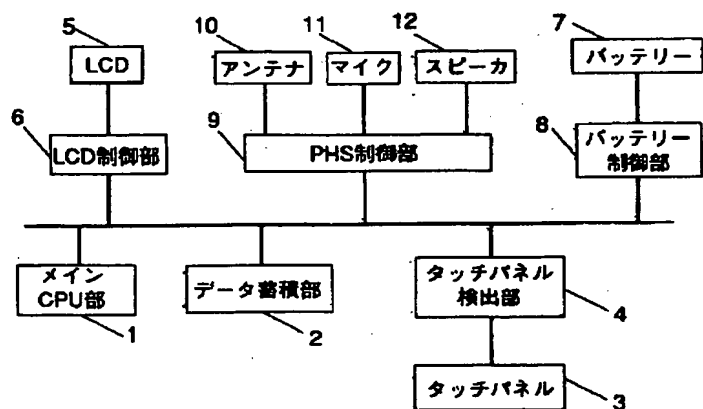 5 10 11 12 7
LCD アンテナ マイク スピーカ バッテリー
6 9 8
LCD制御部 PHS制御部 バッテリー
制御部
メイン
CPU部 データ蓄積部 タッチパネル
検出部
1 2 4
タッチパネル
3